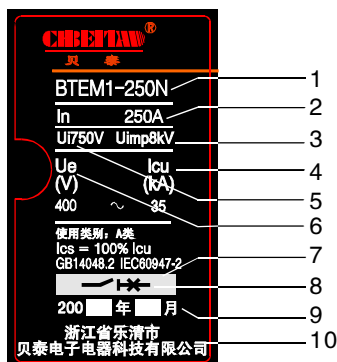 CBETAW®
贝泰
BTEM1-250N 1
In 250A 2
Ui750V Uimp8kV 3
Ue Icu 4
(V) (kA) 5
400 ~ 35 6
使用类别：A类
Ics = 100% Icu
GB14048.2 IEC60947-2 7
8
200 年 月 9
浙江省乐清市
贝泰电子电器科技有限公司 10